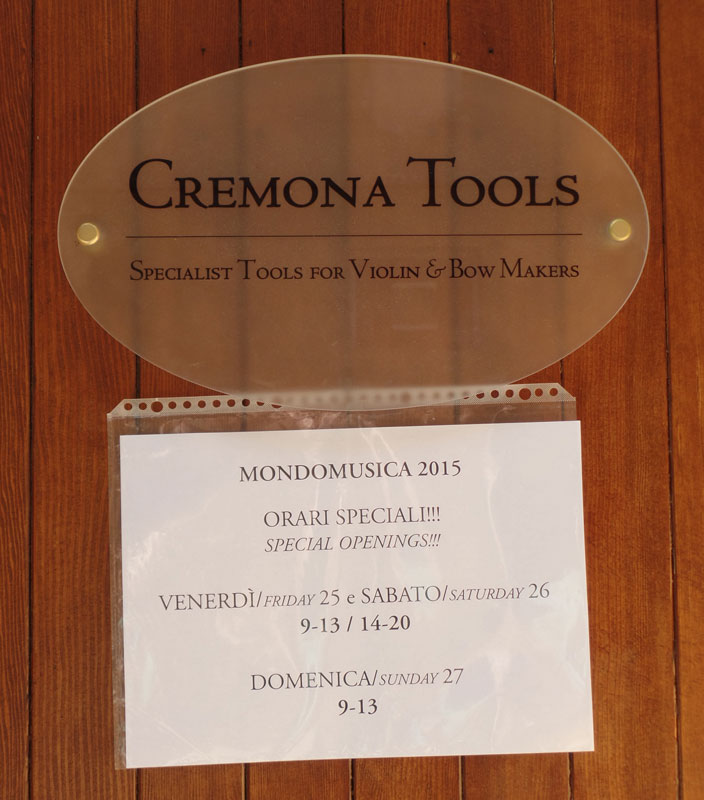 CREMONA TOOLS
SPECIALIST TOOLS FOR VIOLIN & BOW MAKERS
MONDOMUSICA 2015
ORARI SPECIALI!!!
SPECIAL OPENINGS!!!
VENERDÌ/FRIDAY 25 e SABATO/SATURDAY 26
9-13 / 14-20
DOMENICA/SUNDAY 27
9-13